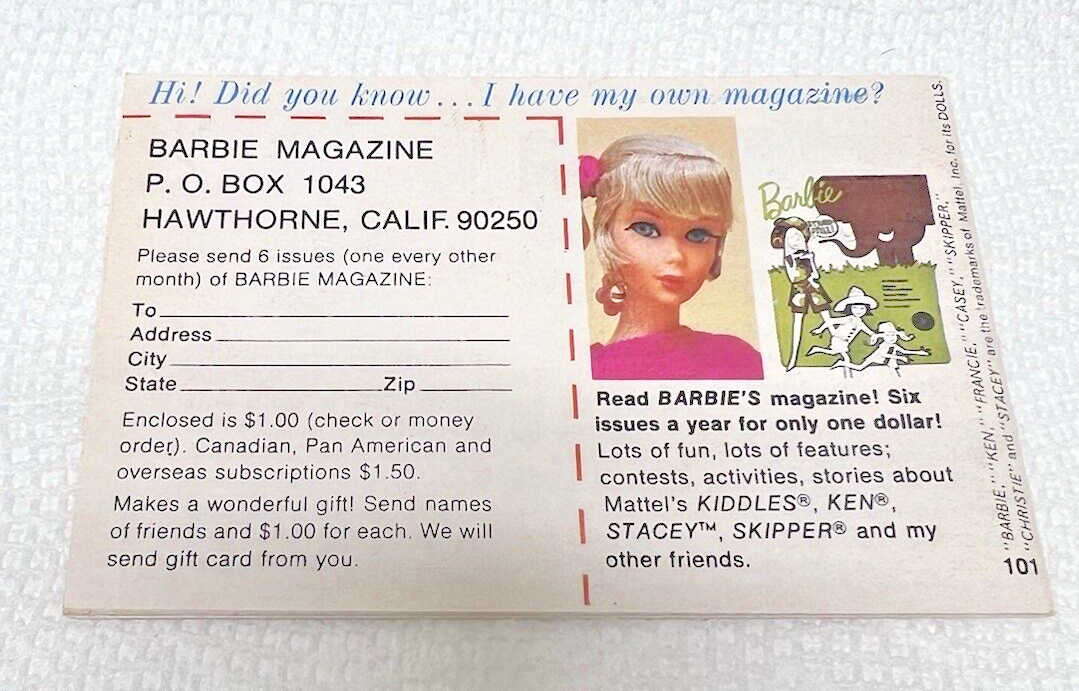 Hi! Did you know... I have my own magazine?
BARBIE MAGAZINE
P. O. BOX 1043
HAWTHORNE, CALIF. 90250
Please send 6 issues (one every other
month) of BARBIE MAGAZINE:
To
Address
City
State Zip
Enclosed is $1.00 (check or money
order). Canadian, Pan American and
overseas subscriptions $1.50.
Makes a wonderful gift! Send names
of friends and $1.00 for each. We will
send gift card from you.
Barbie
Read BARBIE'S magazine! Six
issues a year for only one dollar!
Lots of fun, lots of features;
contests, activities, stories about
Mattel's KIDDLES®, KEN®,
STACEY™, SKIPPER® and my
other friends.
"BARBIE," "KEN," "FRANCIE," "CASEY," "SKIPPER,"
"CHRISTIE" and "STACEY" are the trademarks of Mattel, Inc. for its DOLLS.
101